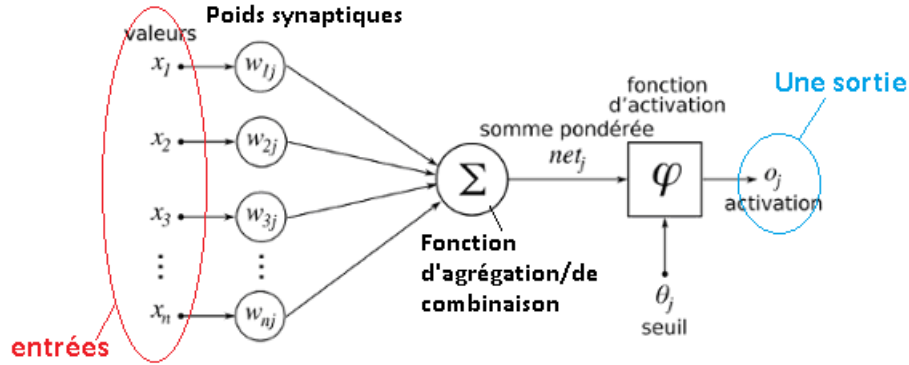 Poids synaptiques
valeurs
x1
w1j
x2
w2j
x3
w3j
⋮
⋮
xn
wnj
entrées
Σ
Fonction
d'agrégation/de
combinaison
somme pondérée
netj
fonction
d'activation
φ
θj
seuil
Une sortie
oj
activation